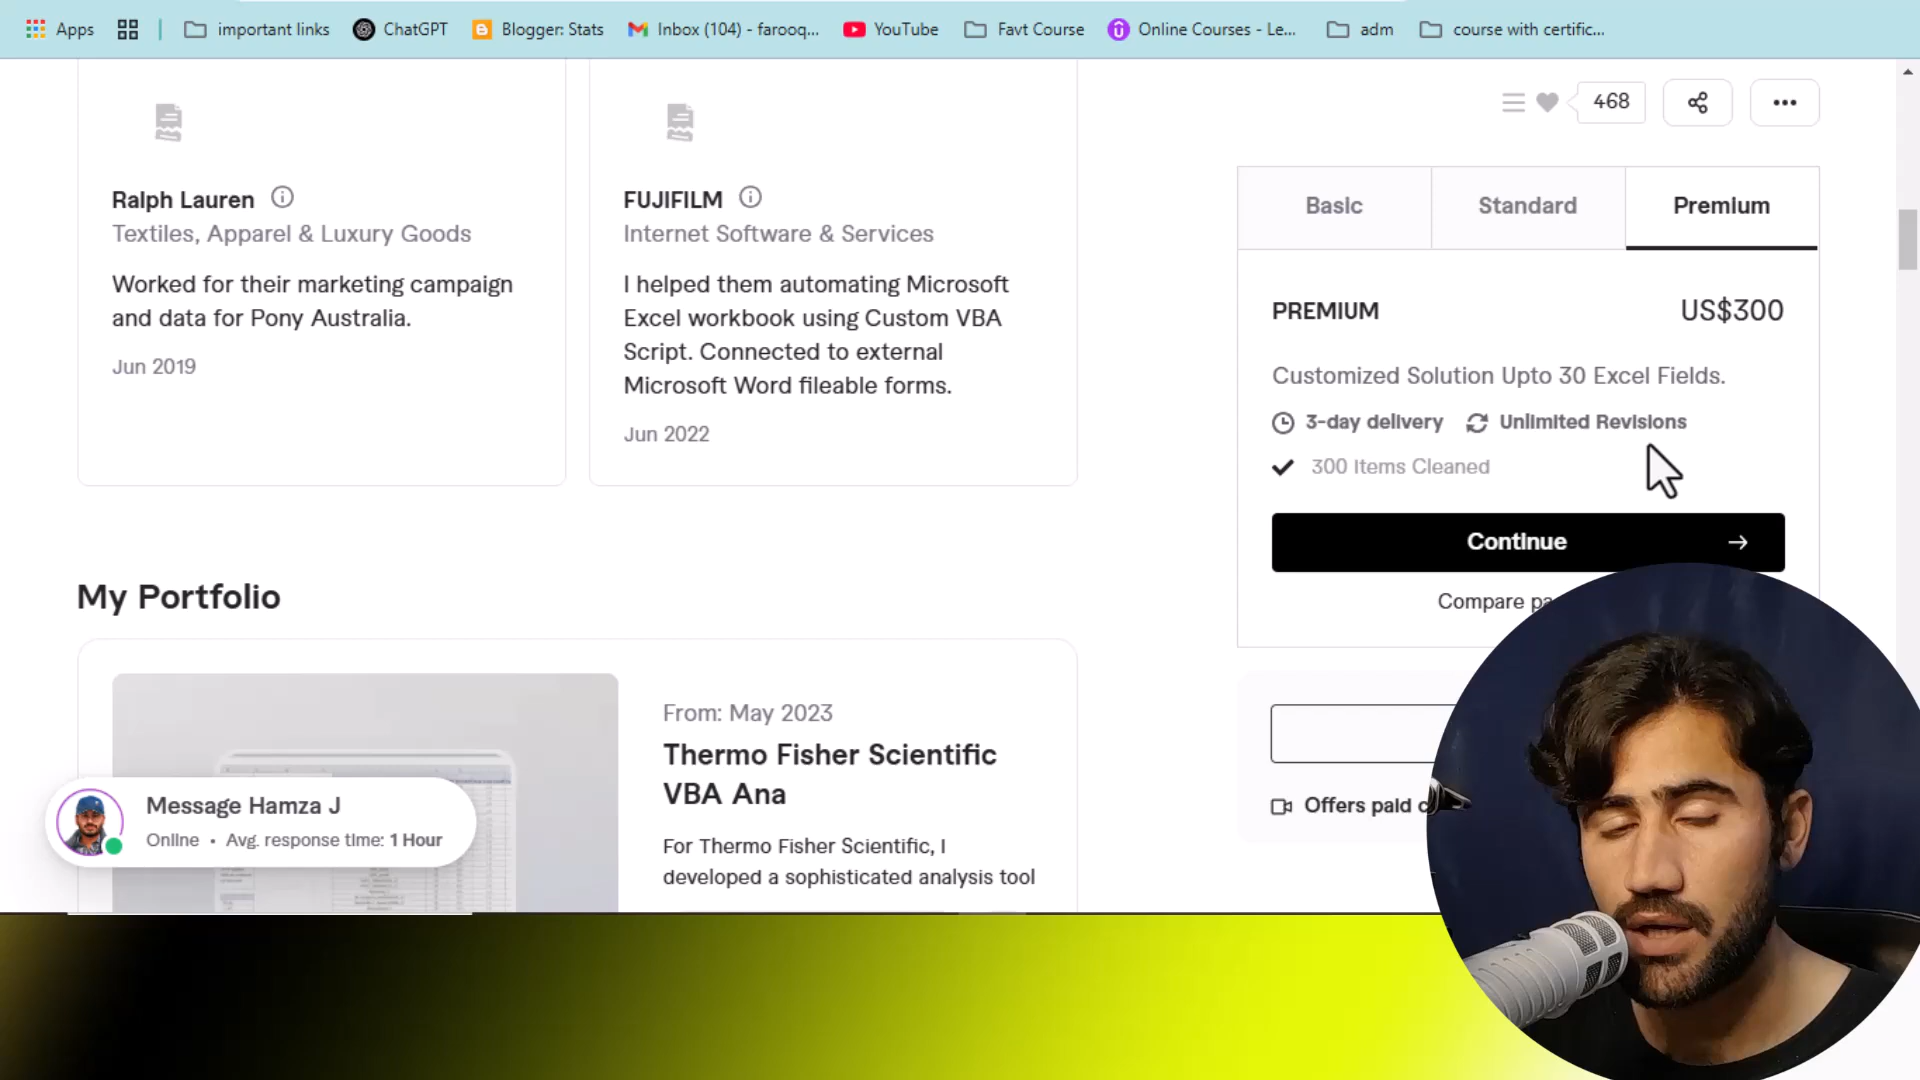 Apps
important links
ChatGPT
Blogger: Stats
Inbox (104) - farooq...
YouTube
Favt Course
Online Courses - Le...
adm
course with certific...
468
Ralph Lauren
Textiles, Apparel & Luxury Goods
Worked for their marketing campaign
and data for Pony Australia.
Jun 2019
FUJIFILM
Internet Software & Services
I helped them automating Microsoft
Excel workbook using Custom VBA
Script. Connected to external
Microsoft Word fileable forms.
Jun 2022
Basic
Standard
Premium
PREMIUM
US$300
Customized Solution Upto 30 Excel Fields.
3-day delivery
Unlimited Revisions
300 Items Cleaned
Continue
Compare
Offers paid
My Portfolio
From: May 2023
Thermo Fisher Scientific
VBA Ana
For Thermo Fisher Scientific, I
developed a sophisticated analysis tool
Message Hamza J
Online • Avg. response time: 1 Hour